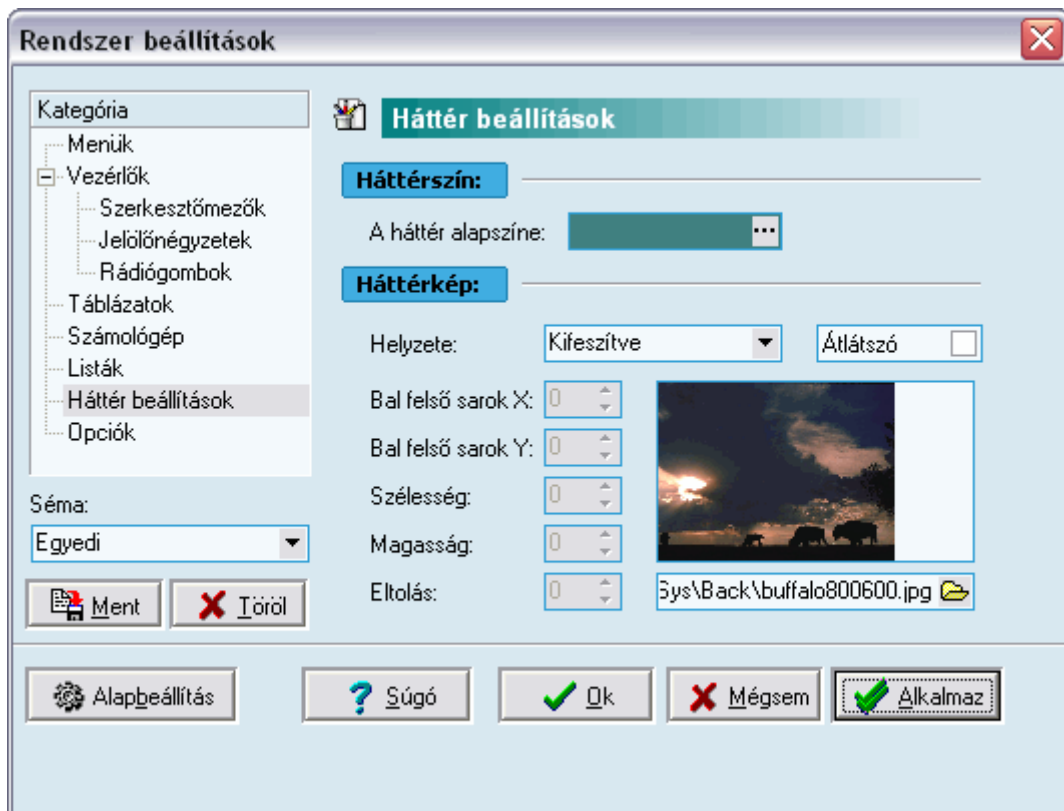 Rendszer beállítások
Kategória
Menük
Vezérlők
Szerkesztőmezők
Jelölőnégyzetek
Rádiógombok
Táblázatok
Számológép
Listák
Háttér beállítások
Opciók
Séma:
Egyedi
Ment
Töröl
Háttér beállítások
Háttérszín:
A háttér alapszíne:
...
Háttérkép:
Helyzete:
Kifeszítve
Átlátszó
Bal felső sarok X:
0
Bal felső sarok Y:
0
Szélesség:
0
Magasság:
0
Eltolás:
0
Sys\Back\buffalo800600.jpg
Alapbeállítás
Súgó
Ok
Mégsem
Alkalmaz